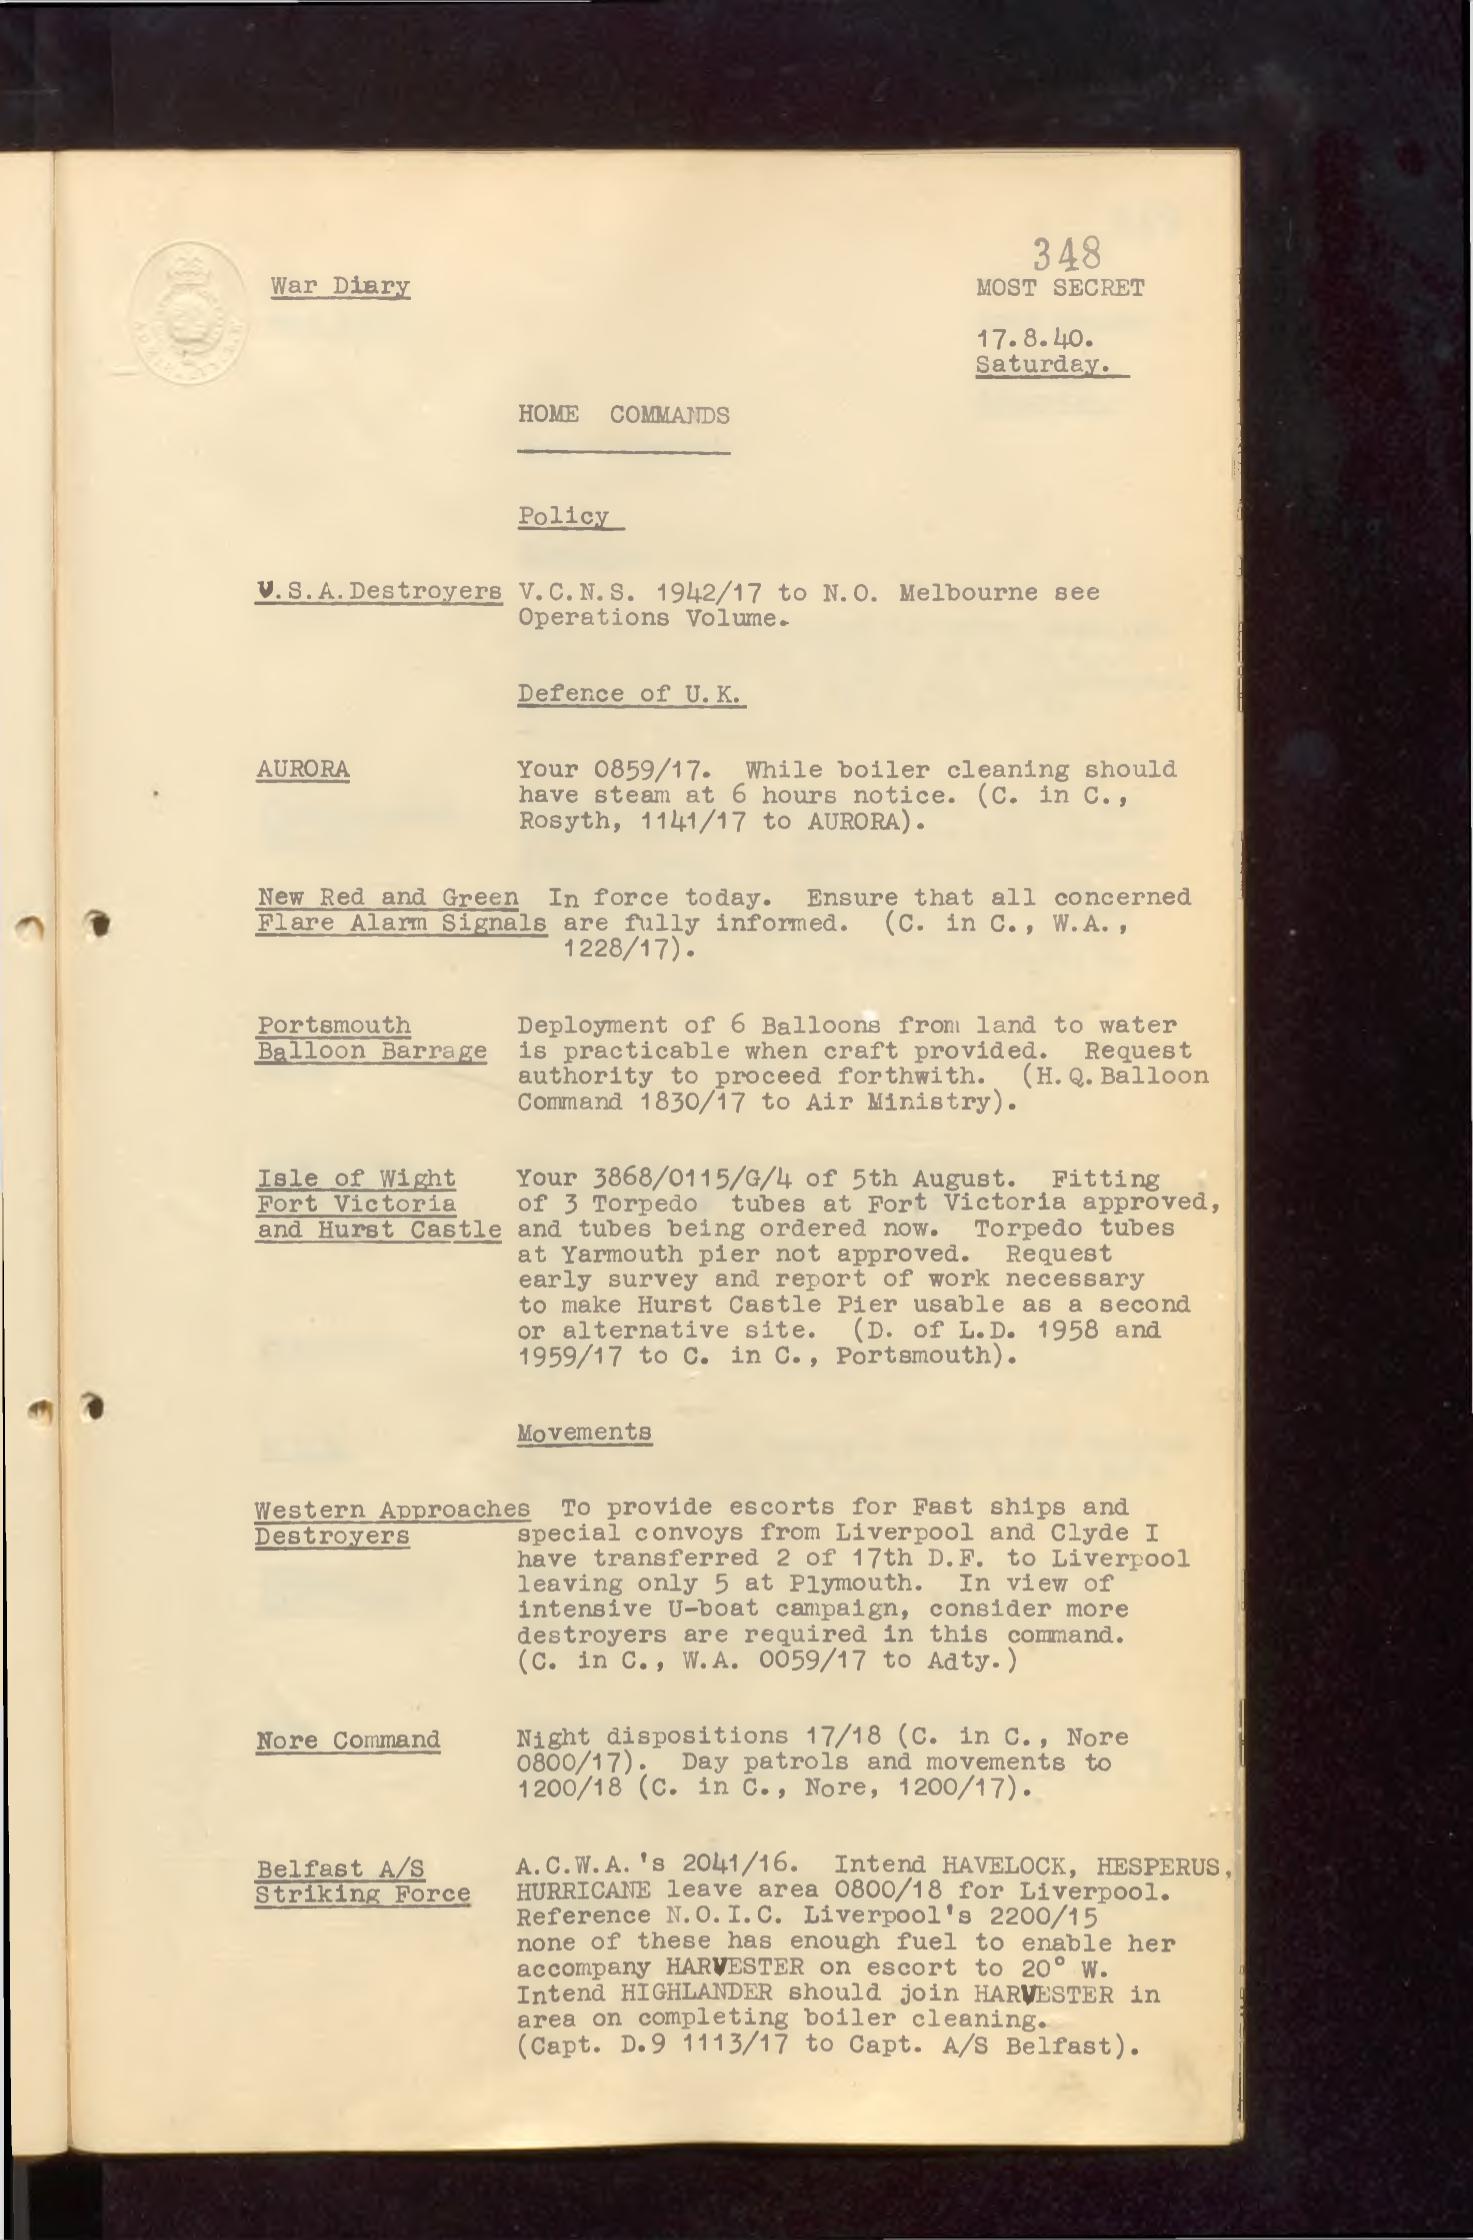 348
War Diary
MOST SECRET
17.8.40.
Saturday.
HOME COMMANDS
Policy
U.S.A.Destroyers V.C.N.S. 1942/17 to N.O. Melbourne see
Operations Volume.
Defence of U.K.
AURORA Your 0859/17. While boiler cleaning should
have steam at 6 hours notice. (C. in C.,
Rosyth, 1141/17 to AURORA).
New Red and Green In force today. Ensure that all concerned
Flare Alarm Signals are fully informed. (C. in C., W.A.,
1228/17).
Portsmouth Deployment of 6 Balloons from land to water
Balloon Barrage is practicable when craft provided. Request
authority to proceed forthwith. (H.Q.Balloon
Command 1830/17 to Air Ministry).
Isle of Wight Your 3868/0115/G/4 of 5th August. Fitting
Fort Victoria of 3 Torpedo tubes at Fort Victoria approved,
and Hurst Castle and tubes being ordered now. Torpedo tubes
at Yarmouth pier not approved. Request
early survey and report of work necessary
to make Hurst Castle Pier usable as a second
or alternative site. (D. of L.D. 1958 and
1959/17 to C. in C., Portsmouth).
Movements
Western Approaches To provide escorts for Fast ships and
Destroyers special convoys from Liverpool and Clyde I
have transferred 2 of 17th D.F. to Liverpool
leaving only 5 at Plymouth. In view of
intensive U-boat campaign, consider more
destroyers are required in this command.
(C. in C., W.A. 0059/17 to Adty.)
Nore Command Night dispositions 17/18 (C. in C., Nore
0800/17). Day patrols and movements to
1200/18 (C. in C., Nore, 1200/17).
Belfast A/S A.C.W.A.'s 2041/16. Intend HAVELOCK, HESPERUS,
Striking Force HURRICANE leave area 0800/18 for Liverpool.
Reference N.O.I.C. Liverpool's 2200/15
none of these has enough fuel to enable her
accompany HARVESTER on escort to 20° W.
Intend HIGHLANDER should join HARVESTER in
area on completing boiler cleaning.
(Capt. D.9 1113/17 to Capt. A/S Belfast).